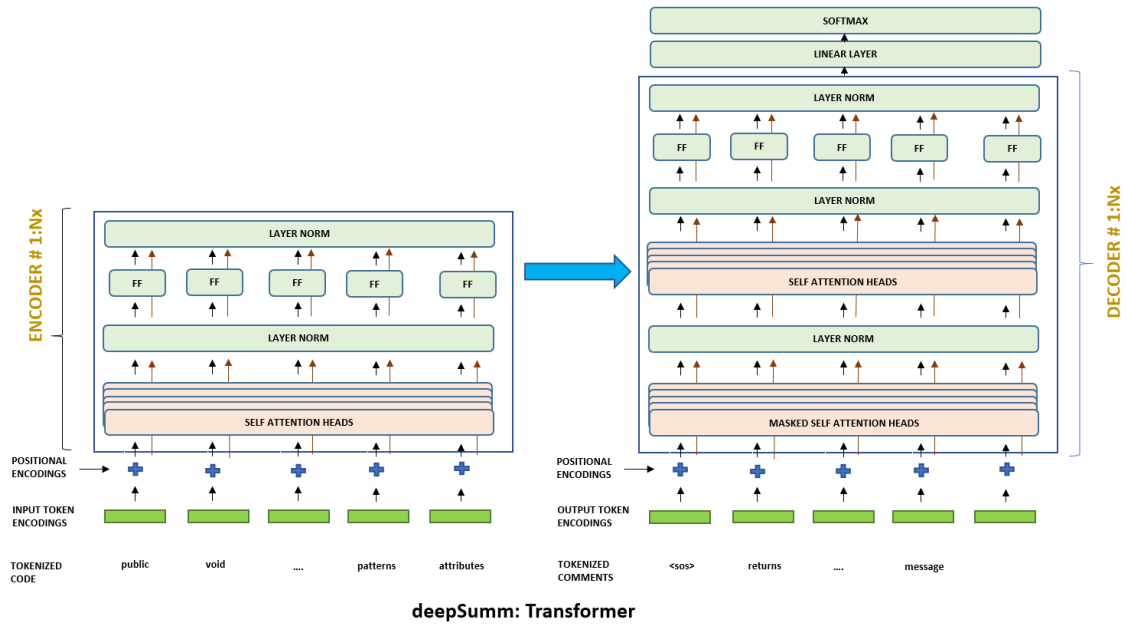 SOFTMAX
LINEAR LAYER
LAYER NORM
FF FF FF FF FF
LAYER NORM
SELF ATTENTION HEADS
LAYER NORM
MASKED SELF ATTENTION HEADS
DECODER # 1:Nx
ENCODER # 1:Nx
LAYER NORM
FF FF FF FF FF
LAYER NORM
SELF ATTENTION HEADS
POSITIONAL
ENCODINGS
INPUT TOKEN
ENCODINGS
TOKENIZED
CODE
public void .... patterns attributes
POSITIONAL
ENCODINGS
OUTPUT TOKEN
ENCODINGS
TOKENIZED
COMMENTS
<sos> returns .... message
deepSumm: Transformer